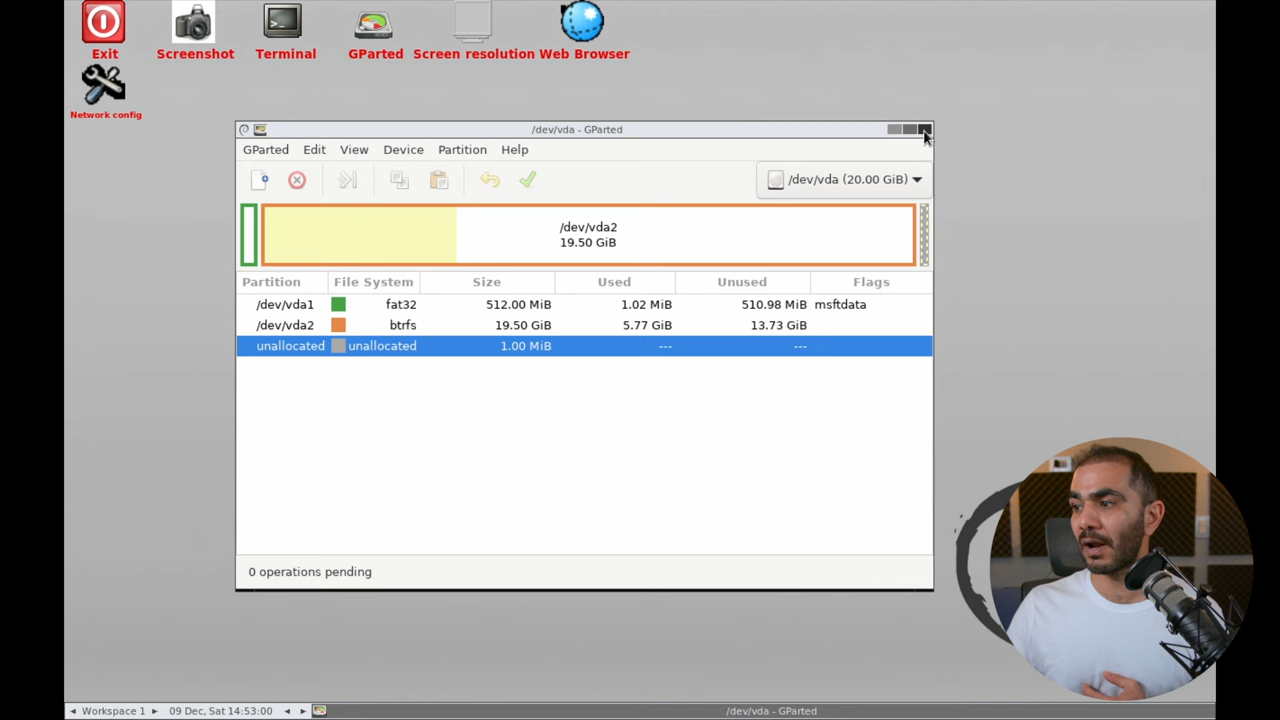 Exit
Screenshot
Terminal
GParted
Screen resolution
Web Browser
Network config
/dev/vda - GParted
GParted Edit View Device Partition Help
/dev/vda (20.00 GiB)
/dev/vda2
19.50 GiB
Partition File System Size Used Unused Flags
/dev/vda1 fat32 512.00 MiB 1.02 MiB 510.98 MiB msftdata
/dev/vda2 btrfs 19.50 GiB 5.77 GiB 13.73 GiB
unallocated unallocated 1.00 MiB --- ---
0 operations pending
Workspace 1 09 Dec, Sat 14:53:00 /dev/vda - GParted